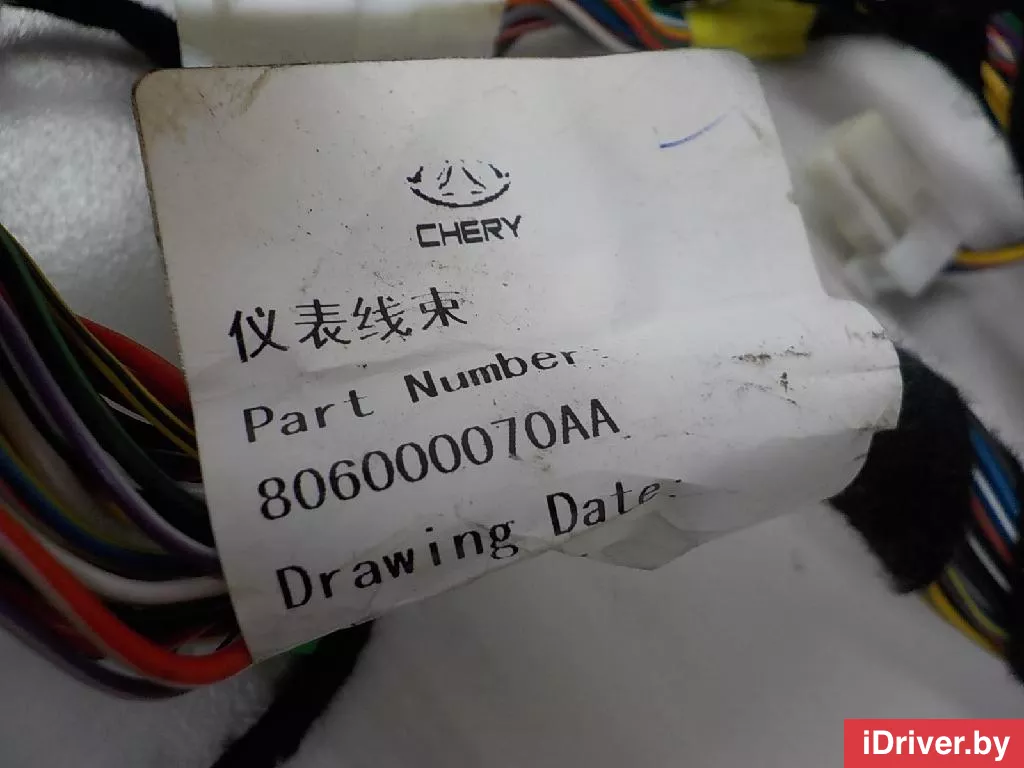 CHERY
仪表线束
Part Number
806000070AA
Drawing Date:
iDriver.by